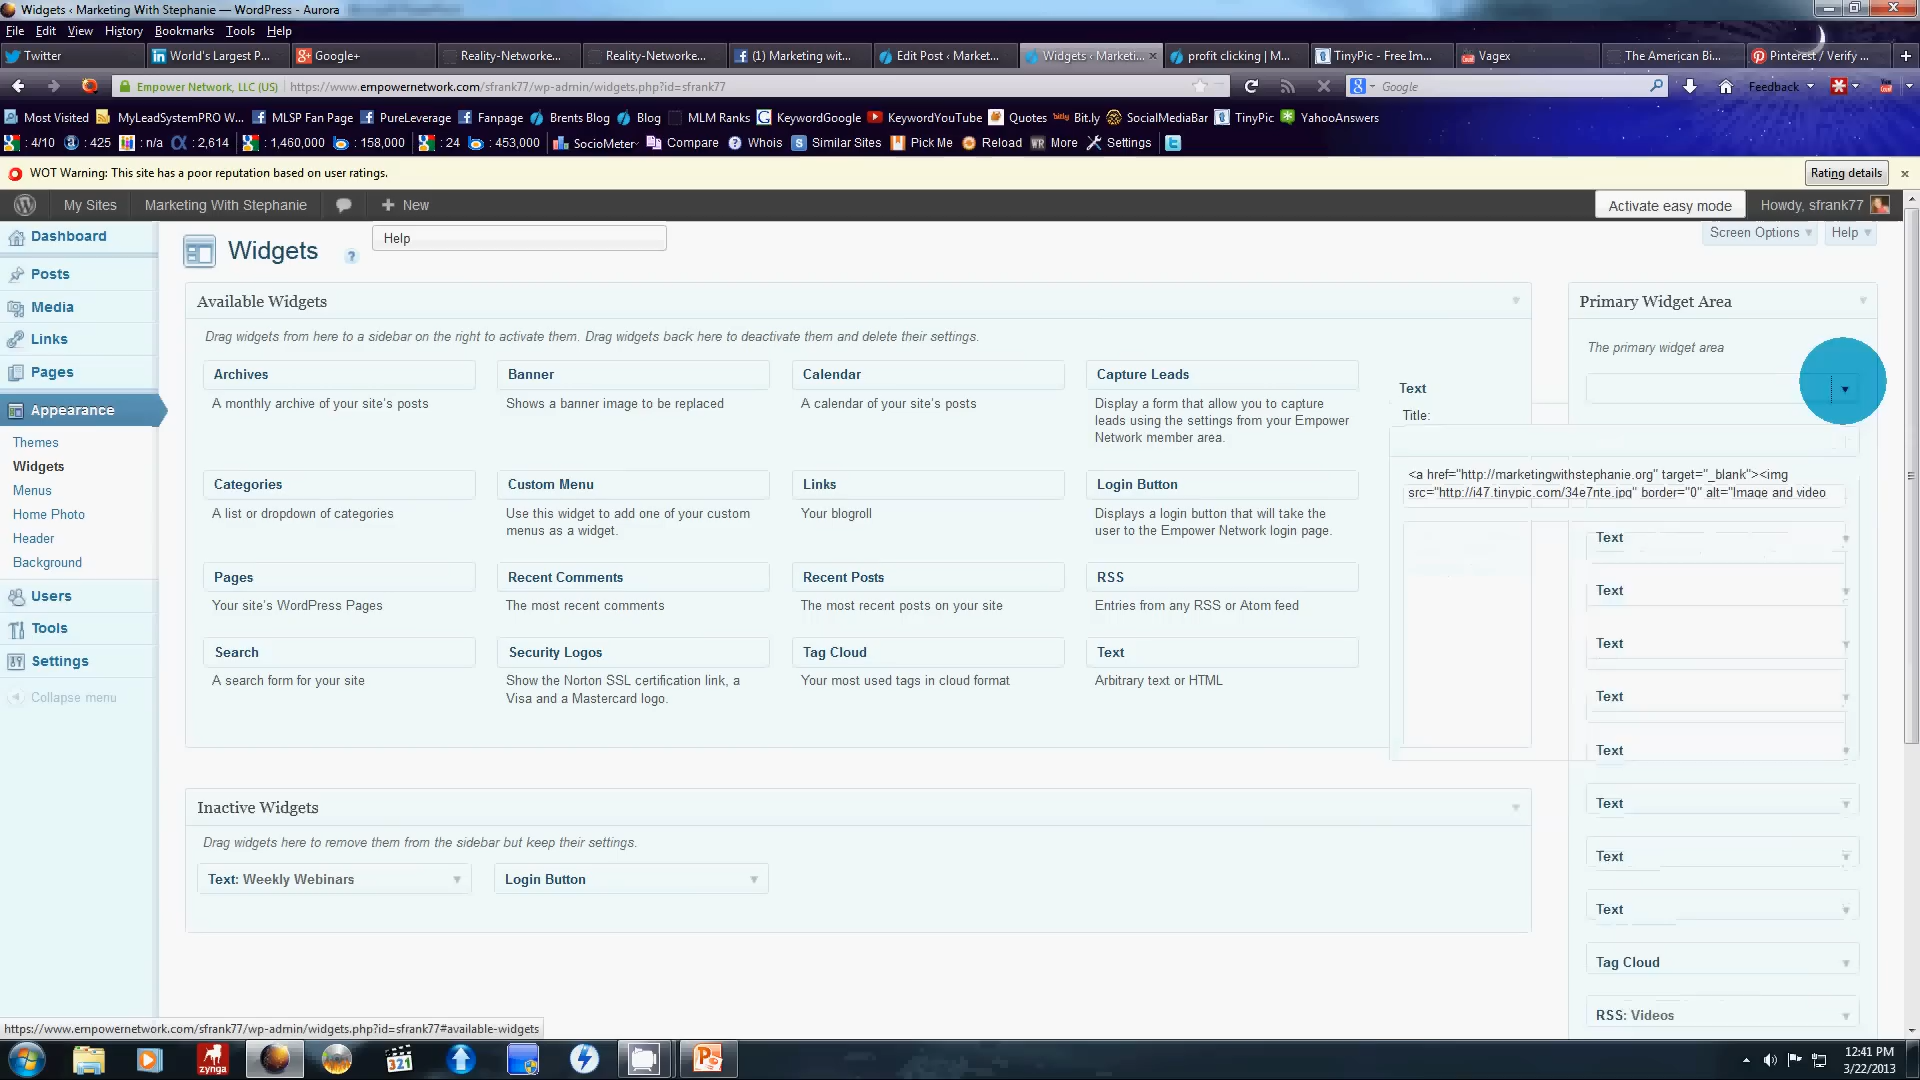 Widgets ‹ Marketing With Stephanie — WordPress - Aurora
File Edit View History Bookmarks Tools Help
Twitter
World's Largest P...
Google+
Reality-Networke...
Reality-Networke...
(1) Marketing wit...
Edit Post ‹ Market...
Widgets ‹ Marketi...
profit clicking | M...
TinyPic - Free Im...
Vagex
The American Bi...
Pinterest / Verify ...
Empower Network, LLC (US)
https://www.empowernetwork.com/sfrank77/wp-admin/widgets.php?id=sfrank77
Google
Feedback
Most Visited
MyLeadSystemPRO W...
MLSP Fan Page
PureLeverage
Fanpage
Brents Blog
Blog
MLM Ranks
KeywordGoogle
KeywordYouTube
Quotes
bitly Bit.ly
SocialMediaBar
TinyPic
YahooAnswers
: 4/10
: 425
: n/a
: 2,614
: 1,460,000
: 158,000
: 24
: 453,000
SocioMeter
Compare
Whois
Similar Sites
Pick Me
Reload
WR More
Settings
WOT Warning: This site has a poor reputation based on user ratings.
Rating details
My Sites
Marketing With Stephanie
New
Activate easy mode
Howdy, sfrank77
Dashboard
Posts
Media
Links
Pages
Appearance
Themes
Widgets
Menus
Home Photo
Header
Background
Users
Tools
Settings
Collapse menu
Widgets
?
Help
Screen Options
Help
Available Widgets
Drag widgets from here to a sidebar on the right to activate them. Drag widgets back here to deactivate them and delete their settings.
Archives
A monthly archive of your site's posts
Banner
Shows a banner image to be replaced
Calendar
A calendar of your site's posts
Capture Leads
Display a form that allow you to capture
leads using the settings from your Empower
Network member area.
Categories
A list or dropdown of categories
Custom Menu
Use this widget to add one of your custom
menus as a widget.
Links
Your blogroll
Login Button
Displays a login button that will take the
user to the Empower Network login page.
Pages
Your site's WordPress Pages
Recent Comments
The most recent comments
Recent Posts
The most recent posts on your site
RSS
Entries from any RSS or Atom feed
Search
A search form for your site
Security Logos
Show the Norton SSL certification link, a
Visa and a Mastercard logo.
Tag Cloud
Your most used tags in cloud format
Text
Arbitrary text or HTML
Inactive Widgets
Drag widgets here to remove them from the sidebar but keep their settings.
Text: Weekly Webinars
Login Button
Primary Widget Area
The primary widget area
Text
Title:
<a href="http://marketingwithstephanie.org" target="_blank"><img
src="http://i47.tinypic.com/34e7nte.jpg" border="0" alt="Image and video
Text
Text
Text
Text
Text
Text
Text
Text
Tag Cloud
RSS: Videos
https://www.empowernetwork.com/sfrank77/wp-admin/widgets.php?id=sfrank77#available-widgets
zynga
321
12:41 PM
3/22/2013